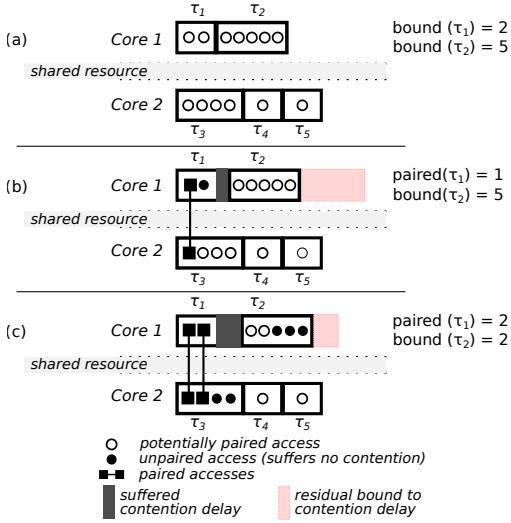 τ1 τ2
(a) Core 1 bound (τ1) = 2
bound (τ2) = 5
shared resource
Core 2
τ3 τ4 τ5
τ1 τ2
(b) Core 1 paired(τ1) = 1
bound(τ2) = 5
shared resource
Core 2
τ3 τ4 τ5
τ1 τ2
(c) Core 1 paired (τ1) = 2
bound (τ2) = 2
shared resource
Core 2
τ3 τ4 τ5
potentially paired access
unpaired access (suffers no contention)
paired accesses
suffered
contention delay
residual bound to
contention delay